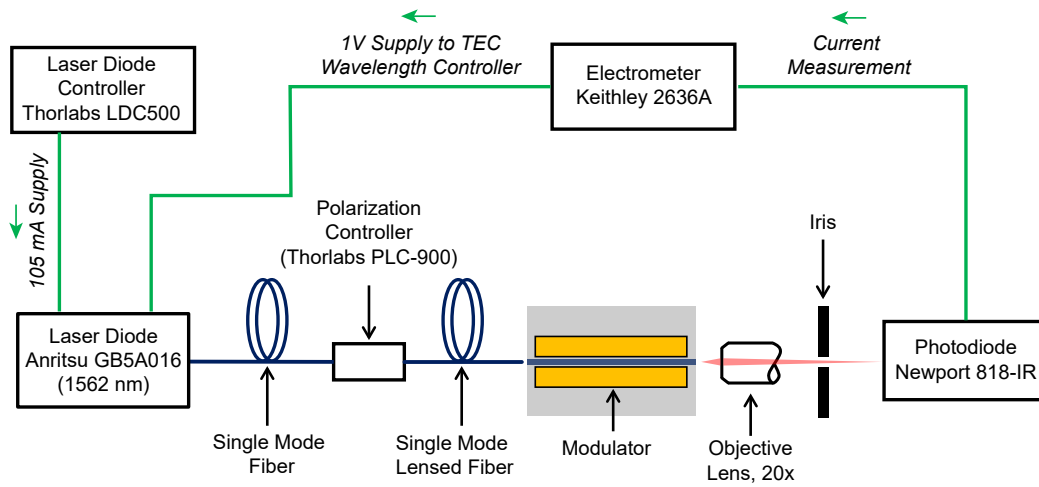 Laser Diode
Controller
Thorlabs LDC500
1V Supply to TEC
Wavelength Controller
Electrometer
Keithley 2636A
Current
Measurement
105 mA Supply
Polarization
Controller
(Thorlabs PLC-900)
Iris
Laser Diode
Anritsu GB5A016
(1562 nm)
Photodiode
Newport 818-IR
Single Mode
Fiber
Single Mode
Lensed Fiber
Modulator
Objective
Lens, 20x